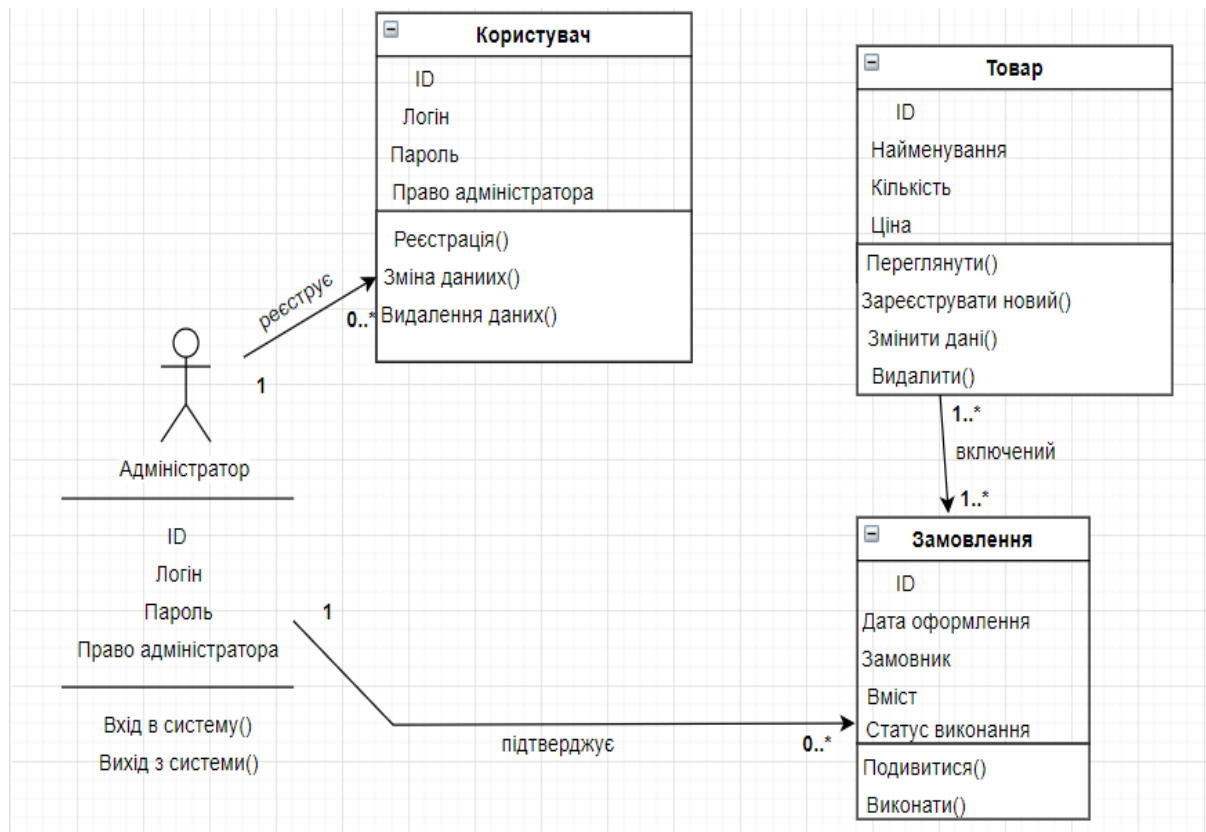 Користувач
ID
Логін
Пароль
Право адміністратора
Реєстрація()
Зміна даниих()
Видалення даних()
Товар
ID
Найменування
Кількість
Ціна
Переглянути()
Зареєструвати новий()
Змінити дані()
Видалити()
реєструє
0..*
1
1..*
включений
1..*
Адміністратор
ID
Логін
Пароль
Право адміністратора
Вхід в систему()
Вихід з системи()
1
підтверджує
0..*
Замовлення
ID
Дата оформлення
Замовник
Вміст
Статус виконання
Подивитися()
Виконати()